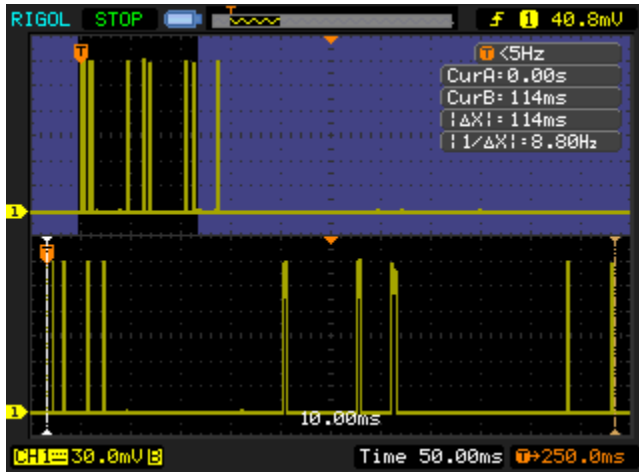 RIGOL STOP T 1 40.8mV
T <5Hz
CurA=0.00s
CurB=114ms
|ΔX|=114ms
|1/ΔX|=8.80Hz
T
1
T
1
10.00ms
CH1 30.0mV B Time 50.00ms T→250.0ms